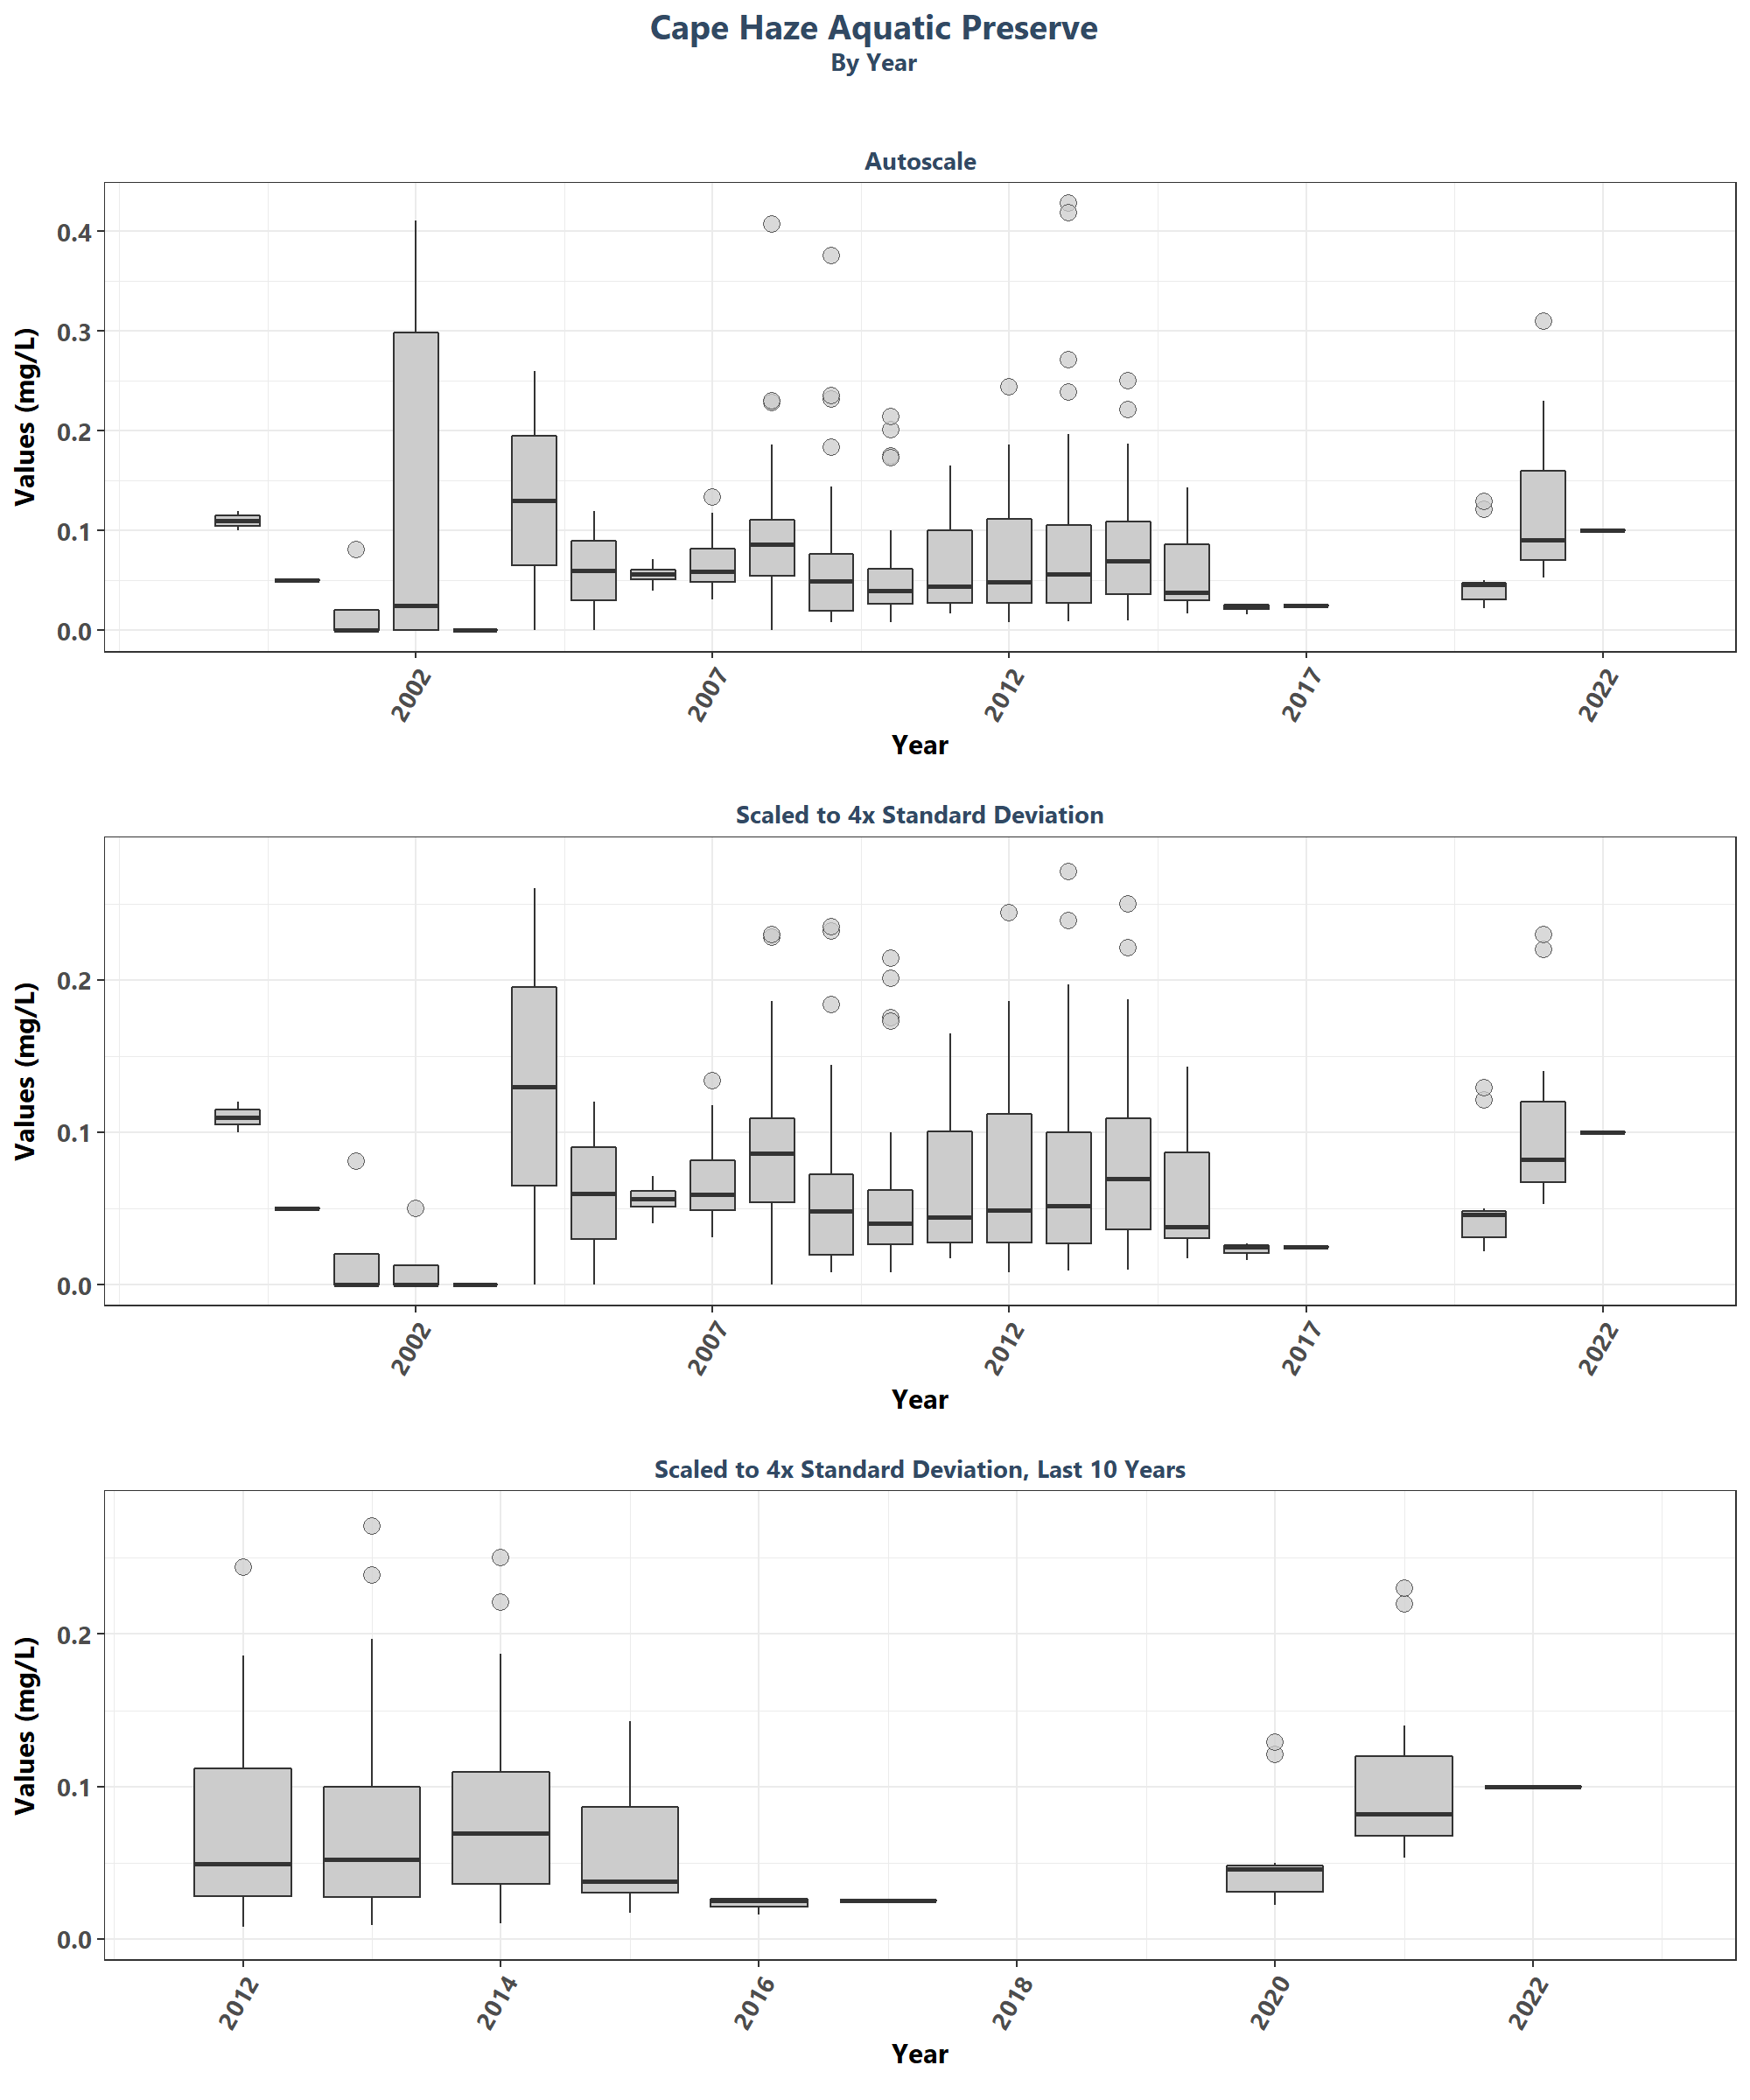 Cape Haze Aquatic Preserve
By Year
Autoscale
Values (mg/L)
0.4
0.3
0.2
0.1
0.0
2002 2007 2012 2017 2022
Year
Scaled to 4x Standard Deviation
Values (mg/L)
0.2
0.1
0.0
2002 2007 2012 2017 2022
Year
Scaled to 4x Standard Deviation, Last 10 Years
Values (mg/L)
0.2
0.1
0.0
2012 2014 2016 2018 2020 2022
Year